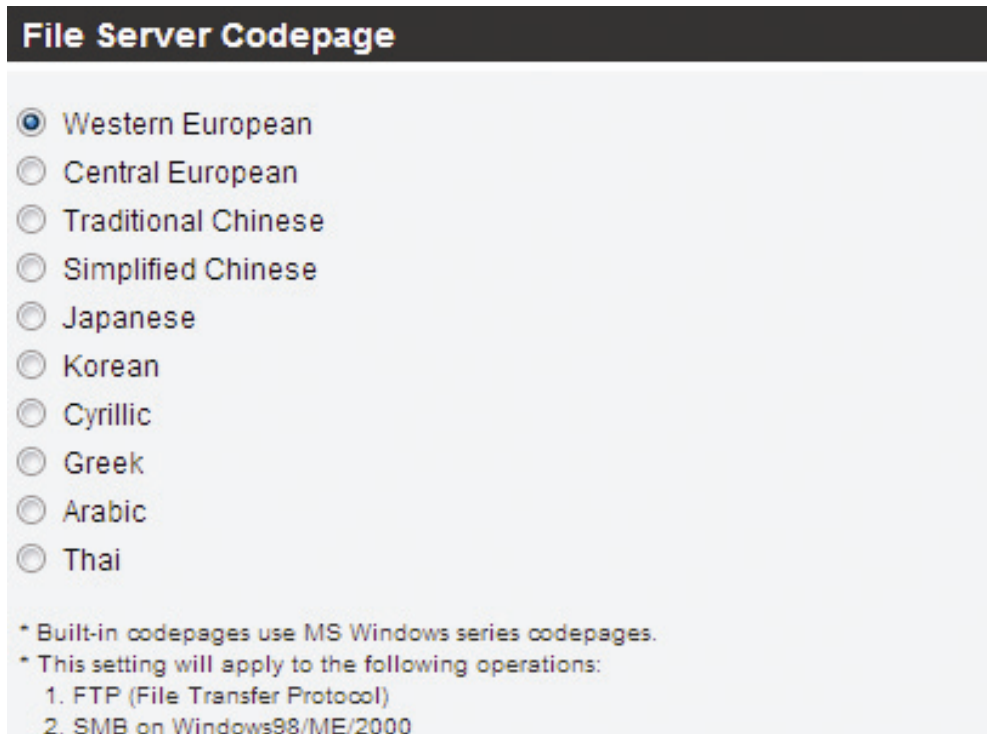 File Server Codepage
Western European
Central European
Traditional Chinese
Simplified Chinese
Japanese
Korean
Cyrillic
Greek
Arabic
Thai
* Built-in codepages use MS Windows series codepages.
* This setting will apply to the following operations:
1. FTP (File Transfer Protocol)
2. SMB on Windows98/ME/2000